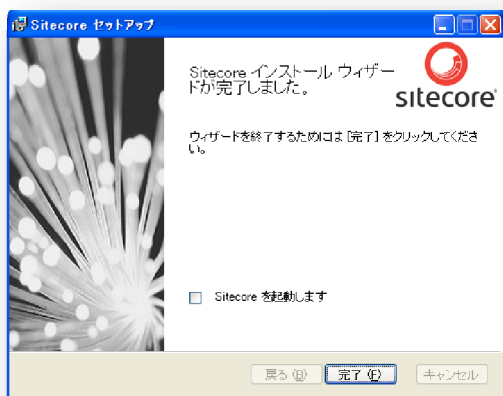 Sitecore セットアップ
Sitecore インストール ウィザー
ドが完了しました。
sitecore
ウィザードを終了するためには [完了] をクリックしてくださ
い。
Sitecore を起動します
戻る (B)
完了 (F)
キャンセル